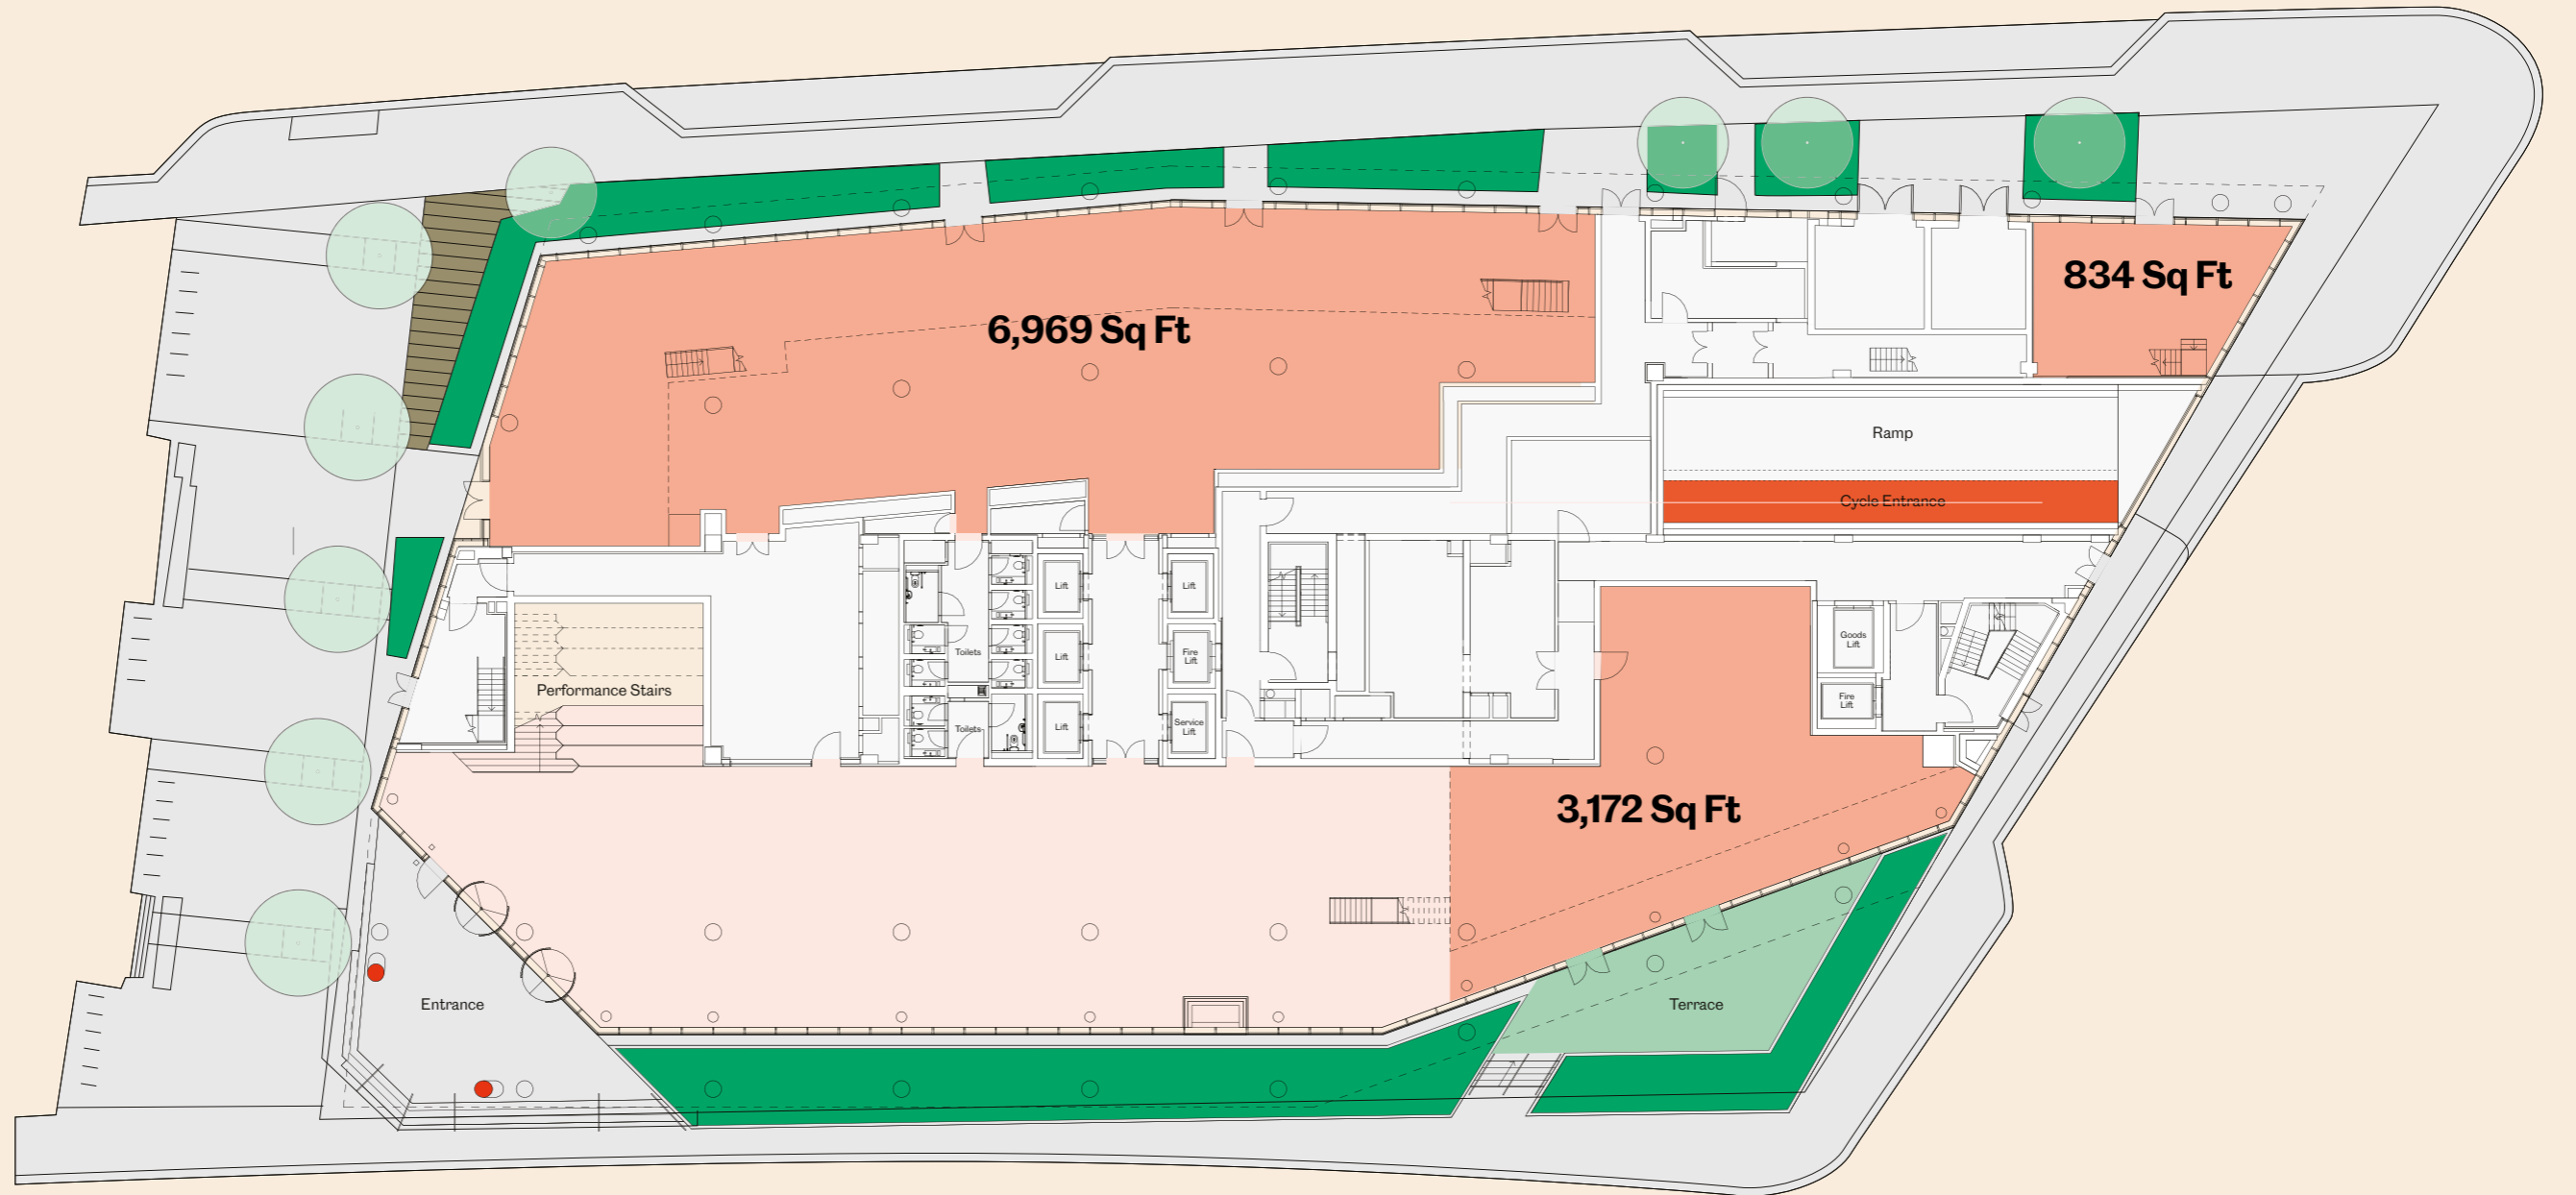 834 Sq Ft
6,969 Sq Ft
Ramp
Cycle Entrance
Lift
Lift
Goods
Lift
Toilets
Lift
Fire
Lift
Performance Stairs
Fire
Lift
Toilets
Lift
Service
Lift
3,172 Sq Ft
Entrance
Terrace